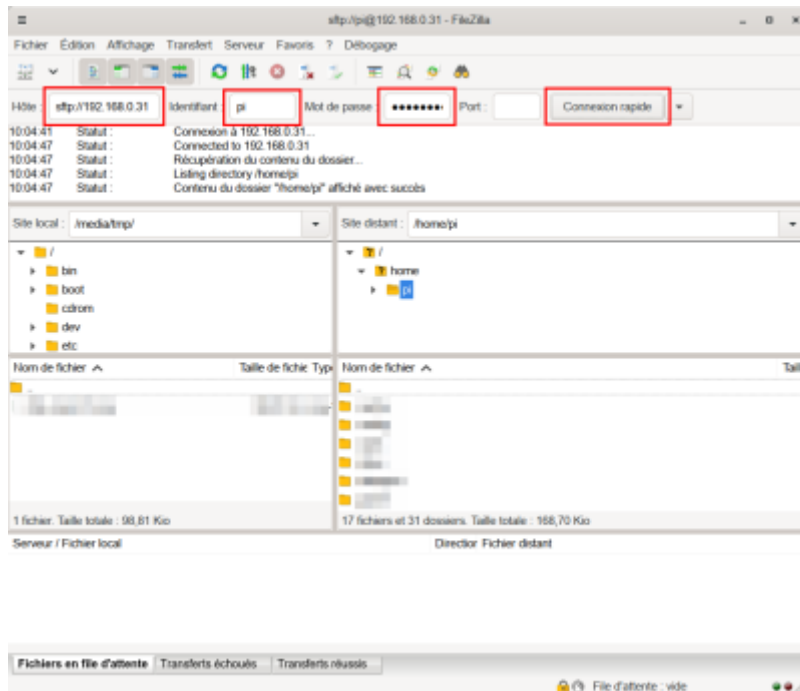 sftp://pi@192.168.0.31 - FileZilla
Fichier Édition Affichage Transfert Serveur Favoris ? Débogage
Hôte : sftp://192.168.0.31 Identifiant : pi Mot de passe : ●●●●●●●● Port : Connexion rapide
10:04:41 Statut : Connexion à 192.168.0.31...
10:04:47 Statut : Connected to 192.168.0.31
10:04:47 Statut : Récupération du contenu du dossier...
10:04:47 Statut : Listing directory /home/pi
10:04:47 Statut : Contenu du dossier "/home/pi" affiché avec succès
Site local : /media/tmp/ Site distant : /home/pi
/ /
bin home
boot pi
cdrom
dev
etc
Nom de fichier Taille de fichie Typ Nom de fichier Tail
.. ..
1 fichier. Taille totale : 98,81 Kio 17 fichiers et 31 dossiers. Taille totale : 168,70 Kio
Serveur / Fichier local Direction Fichier distant
Fichiers en file d'attente Transferts échoués Transferts réussis
File d'attente : vide